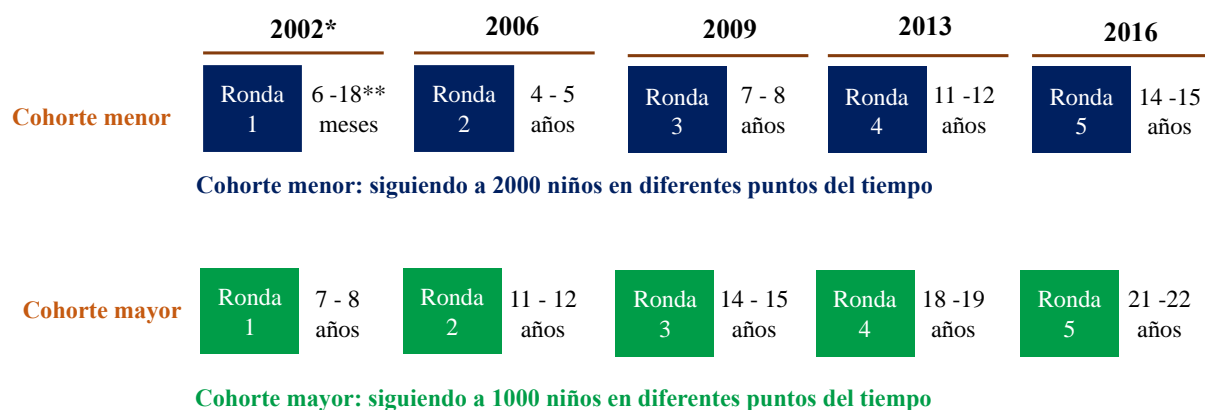 2002* 2006 2009 2013 2016
Cohorte menor
Ronda 1 6 -18** meses
Ronda 2 4 - 5 años
Ronda 3 7 - 8 años
Ronda 4 11 -12 años
Ronda 5 14 -15 años
Cohorte menor: siguiendo a 2000 niños en diferentes puntos del tiempo
Cohorte mayor
Ronda 1 7 - 8 años
Ronda 2 11 - 12 años
Ronda 3 14 - 15 años
Ronda 4 18 -19 años
Ronda 5 21 -22 años
Cohorte mayor: siguiendo a 1000 niños en diferentes puntos del tiempo